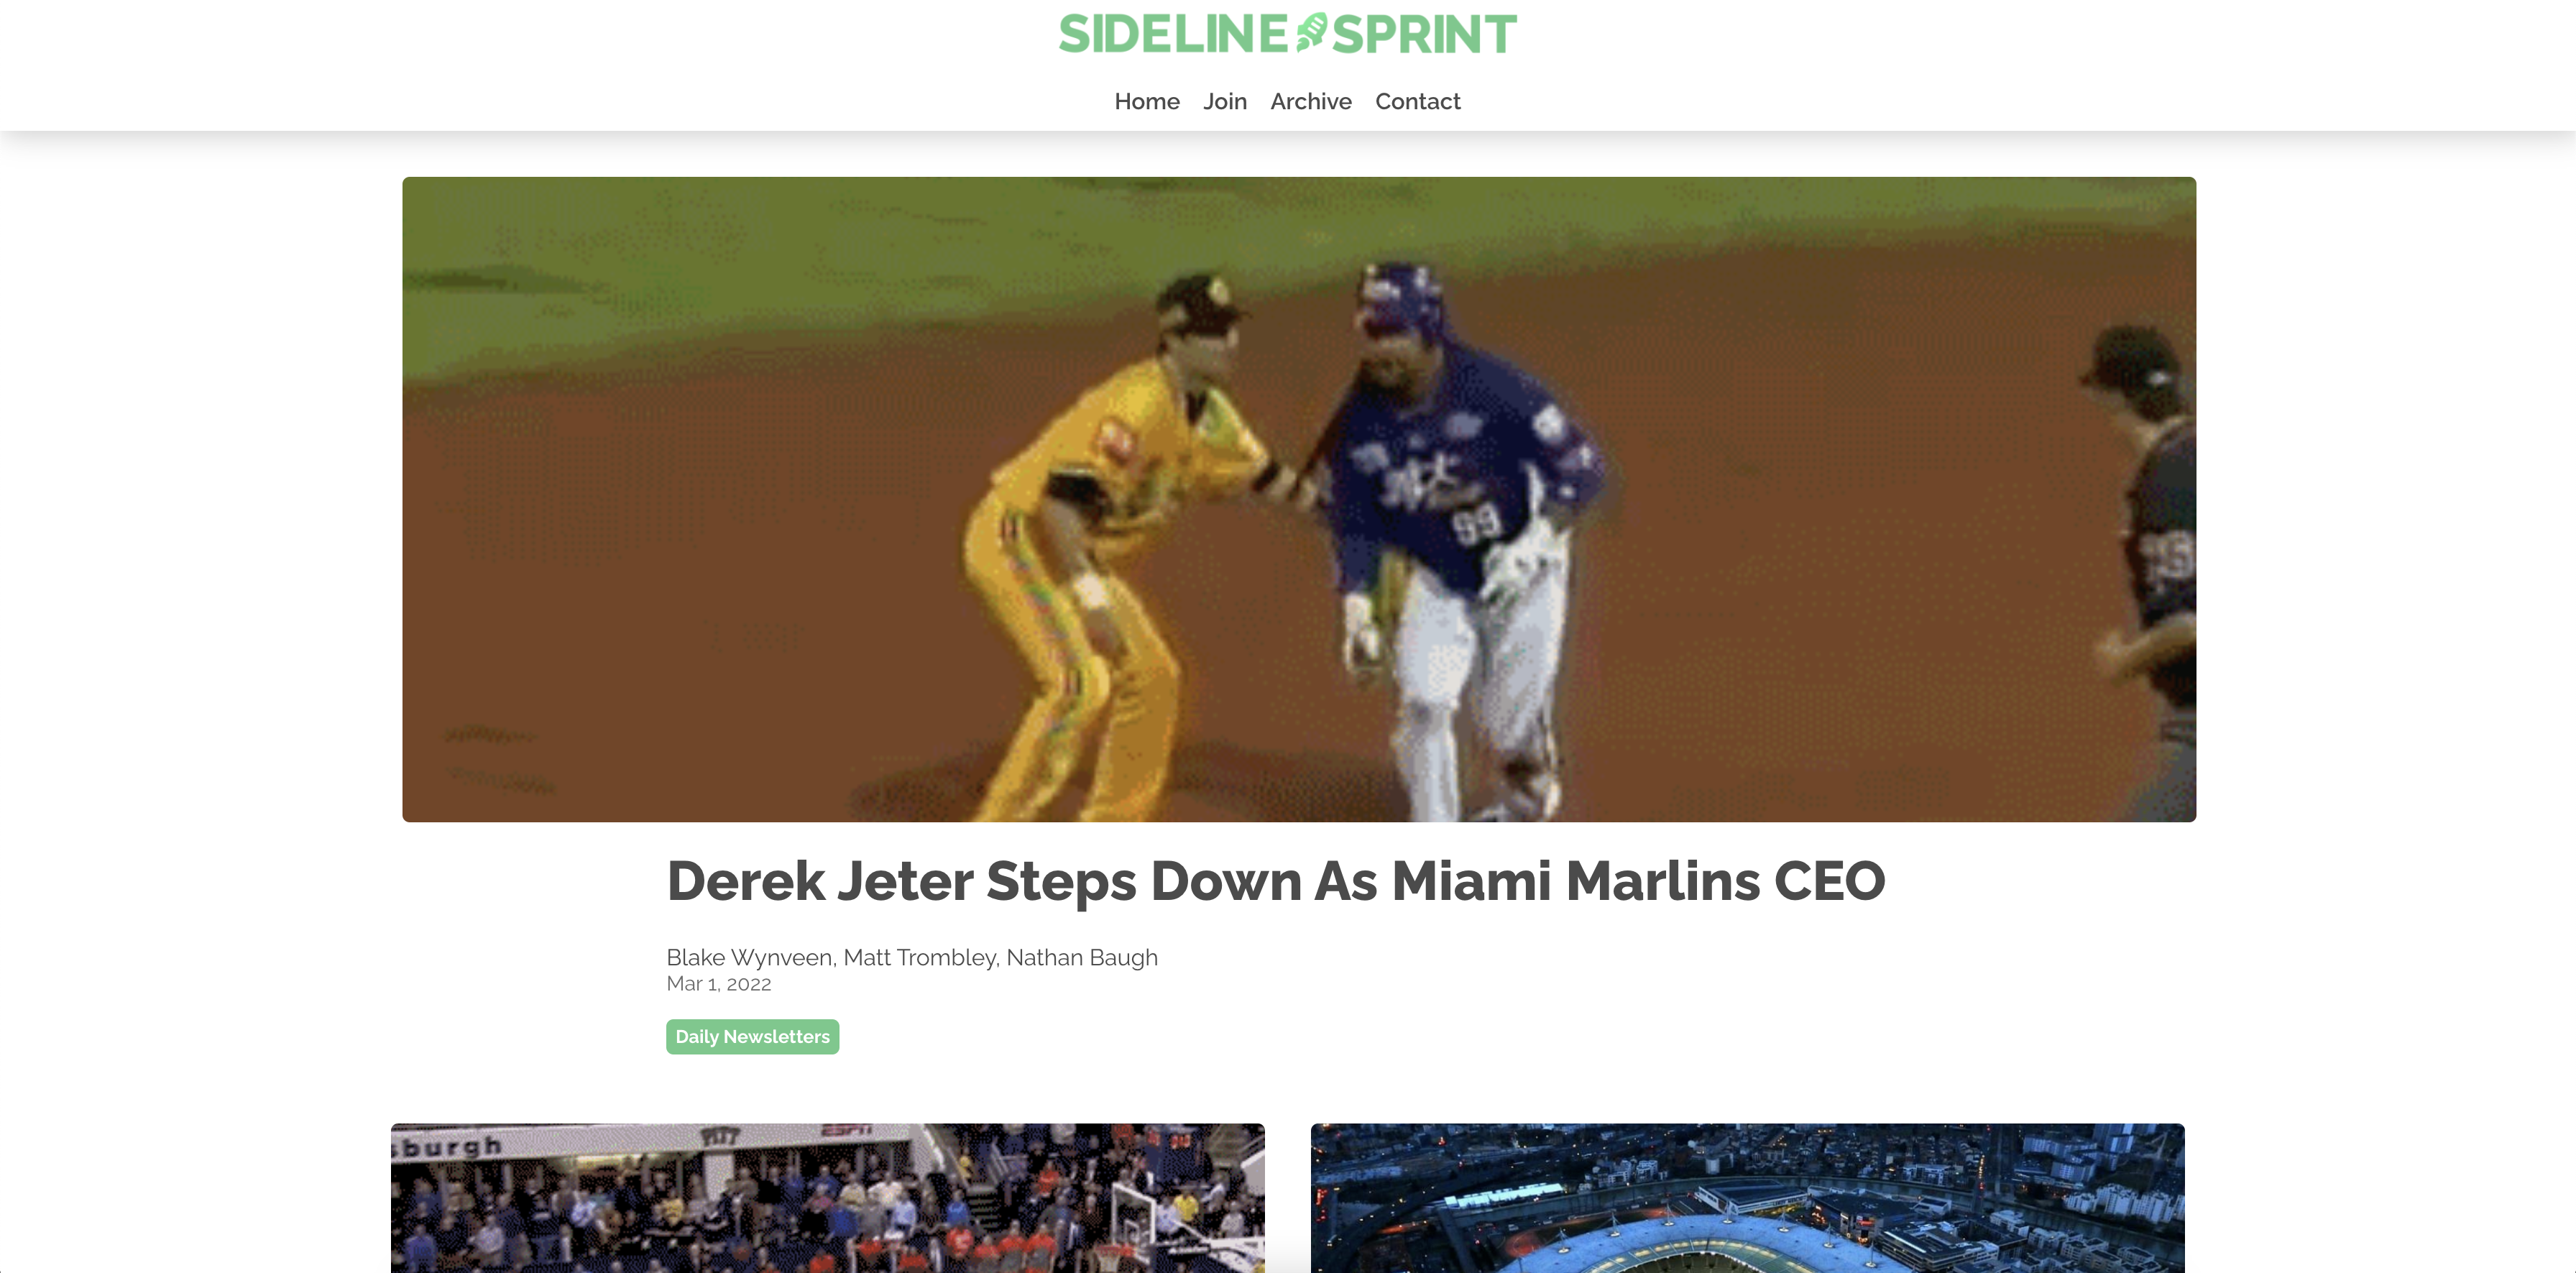 SIDELINE SPRINT
Home Join Archive Contact
99
Derek Jeter Steps Down As Miami Marlins CEO
Blake Wynveen, Matt Trombley, Nathan Baugh
Mar 1, 2022
Daily Newsletters
sburgh
PITT
ESPN